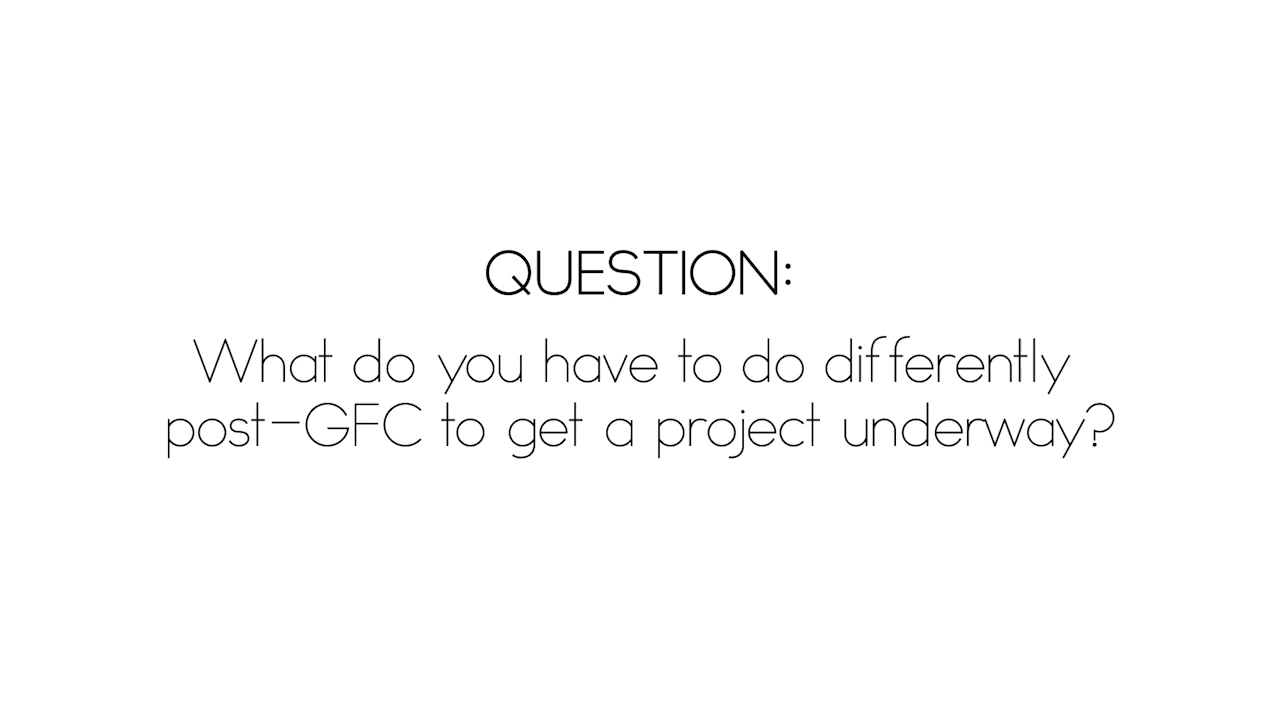 QUESTION:
What do you have to do differently
post-GFC to get a project underway?